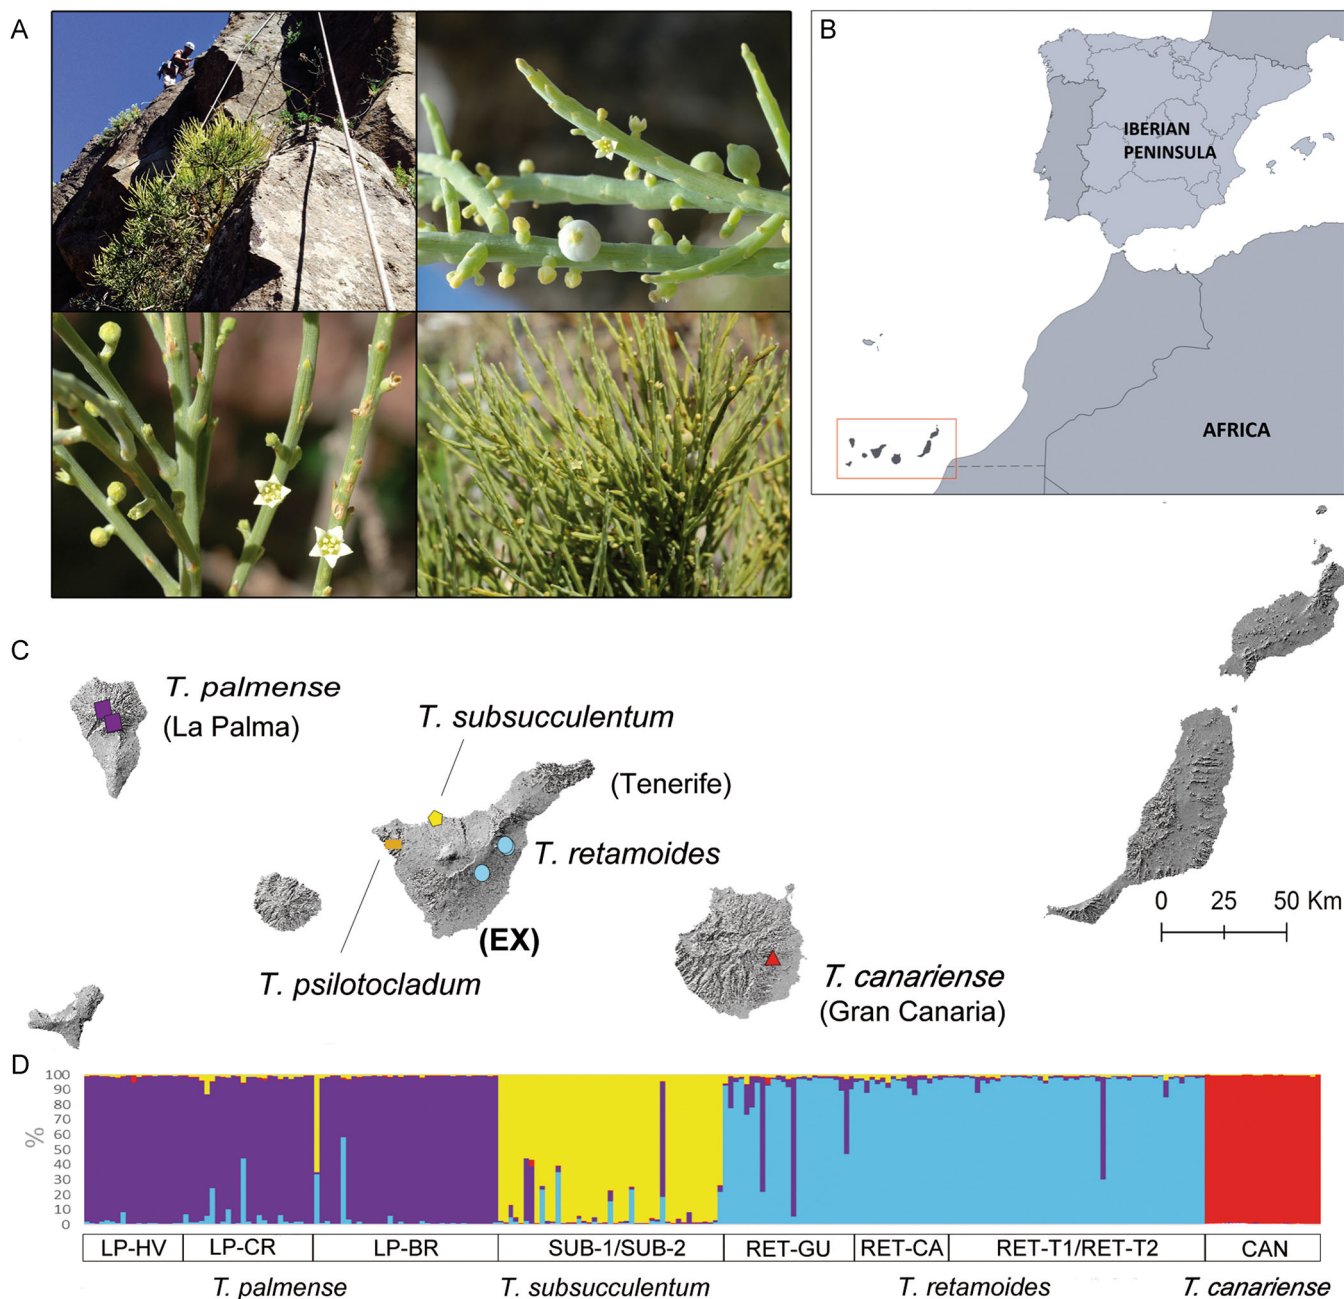 A
B
IBERIAN
PENINSULA
AFRICA
C
T. palmense
(La Palma)
T. subsucculentum
(Tenerife)
T. retamoides
(EX)
T. psilotocladum
T. canariense
(Gran Canaria)
0 25 50 Km
D
%
100
90
80
70
60
50
40
30
20
10
0
LP-HV LP-CR LP-BR SUB-1/SUB-2 RET-GU RET-CA RET-T1/RET-T2 CAN
T. palmense T. subsucculentum T. retamoides T. canariense